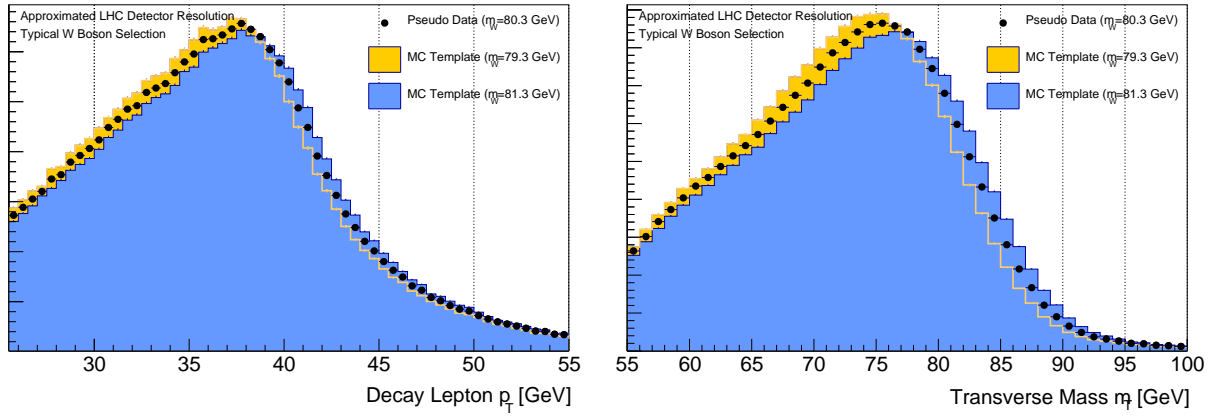 Approximated LHC Detector Resolution
Typical W Boson Selection
Pseudo Data (m_W=80.3 GeV)
MC Template (m_W=79.3 GeV)
MC Template (m_W=81.3 GeV)
30 35 40 45 50 55
Decay Lepton p_T [GeV]
Approximated LHC Detector Resolution
Typical W Boson Selection
Pseudo Data (m_W=80.3 GeV)
MC Template (m_W=79.3 GeV)
MC Template (m_W=81.3 GeV)
55 60 65 70 75 80 85 90 95 100
Transverse Mass m_T [GeV]